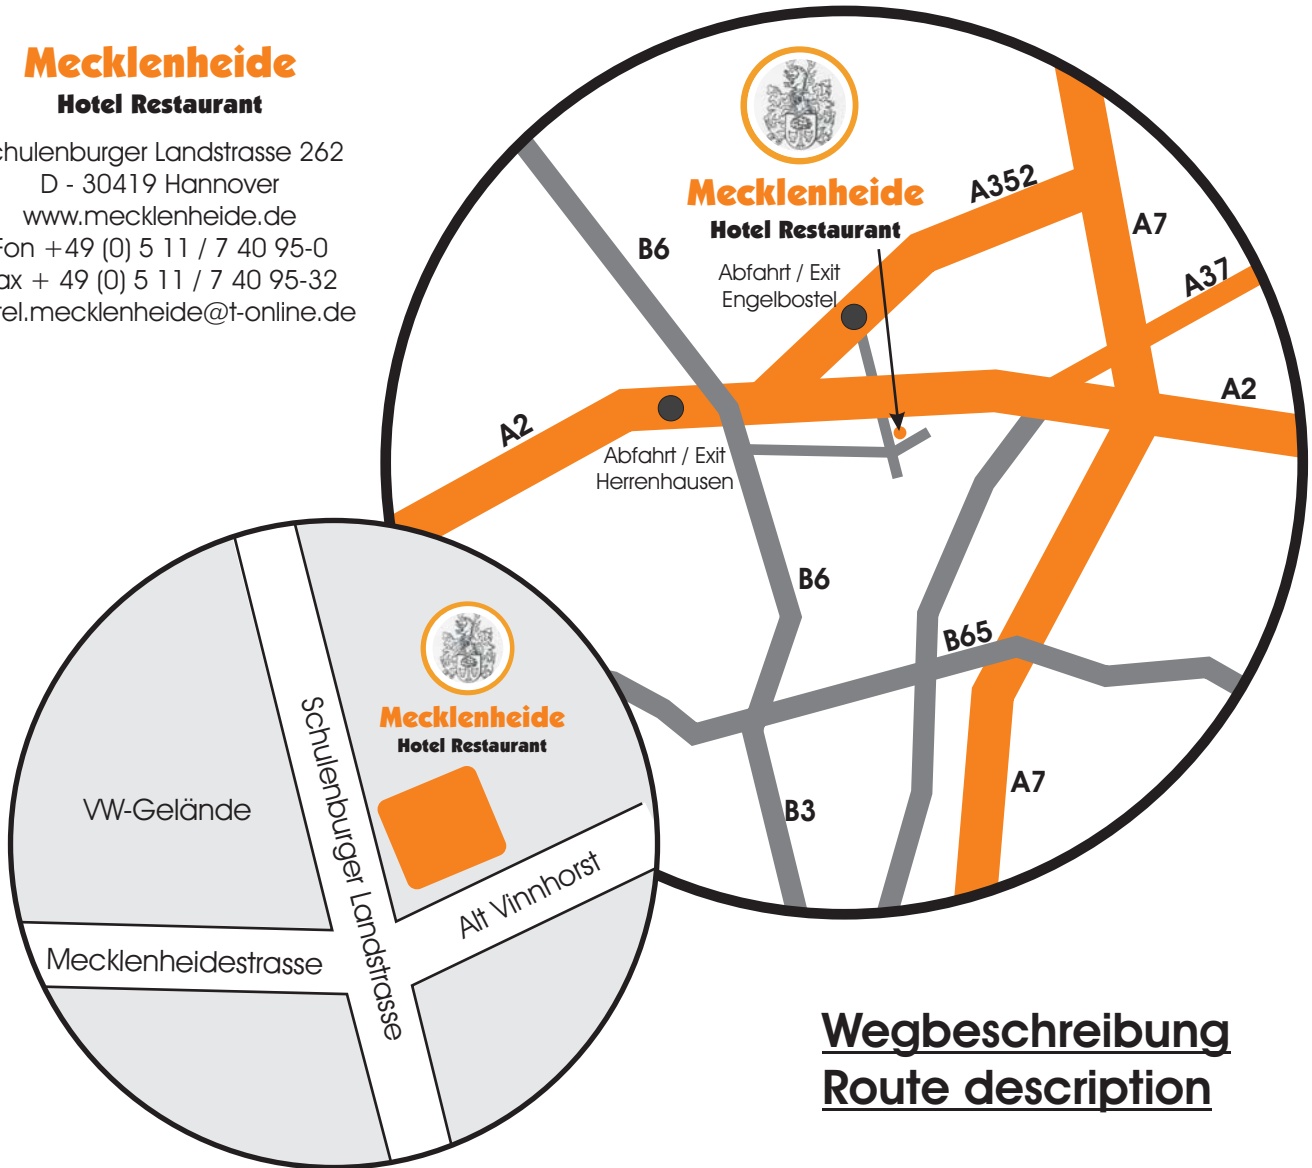 Mecklenheide
Hotel Restaurant
chulenburger Landstrasse 262
D - 30419 Hannover
www.mecklenheide.de
Fon +49 (0) 5 11 / 7 40 95-0
ax + 49 (0) 5 11 / 7 40 95-32
tel.mecklenheide@t-online.de
Mecklenheide
Hotel Restaurant
Abfahrt / Exit
Engelbostel
A352
A7
A37
B6
A2
A2
Abfahrt / Exit
Herrenhausen
B6
B65
A7
B3
Mecklenheide
Hotel Restaurant
VW-Gelände
Schulenburger Landstrasse
Alt Vinnhorst
Mecklenheidestrasse
Wegbeschreibung
Route description